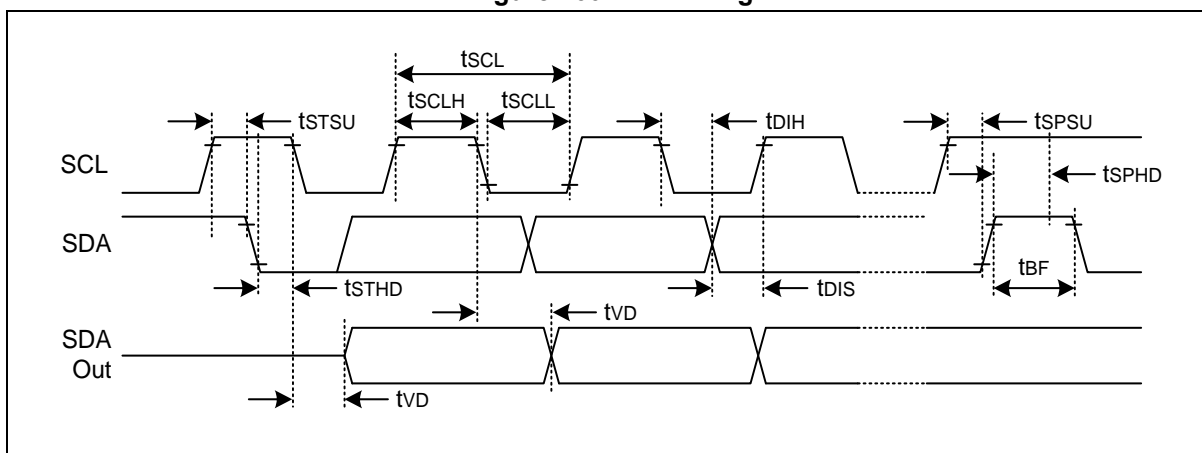 tSCL
tSCLH tSCLL
tSTSU tDIH tSPSU
SCL
tSPHD
SDA
tBF
tSTHD tDIS
tVD
SDA
Out
tVD